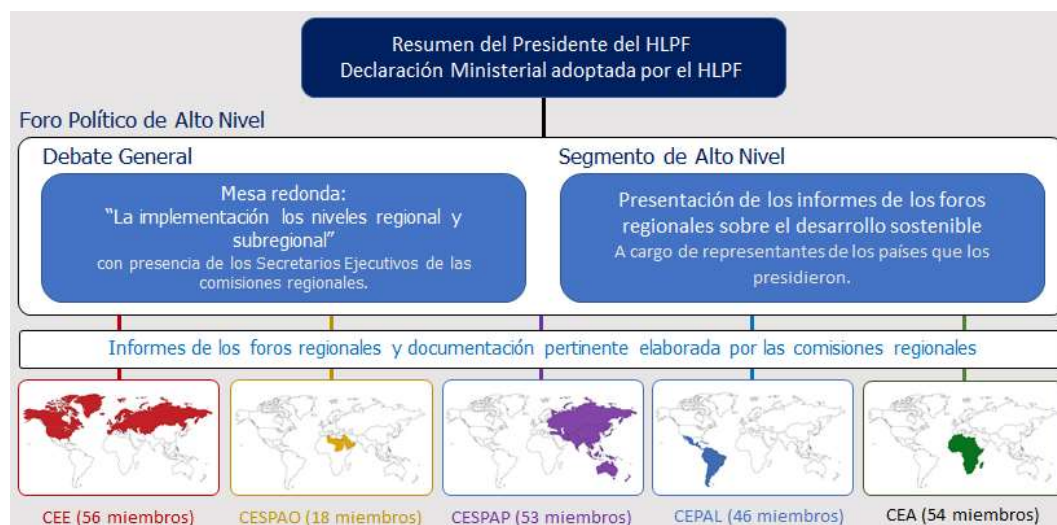 Resumen del Presidente del HLPF
Declaración Ministerial adoptada por el HLPF
Foro Político de Alto Nivel
Debate General
Mesa redonda:
"La implementación los niveles regional y
subregional"
con presencia de los Secretarios Ejecutivos de las
comisiones regionales.
Segmento de Alto Nivel
Presentación de los informes de los foros
regionales sobre el desarrollo sostenible
A cargo de representantes de los países que los
presidieron.
Informes de los foros regionales y documentación pertinente elaborada por las comisiones regionales
CEE (56 miembros)
CESPAO (18 miembros)
CESPAP (53 miembros)
CEPAL (46 miembros)
CEA (54 miembros)